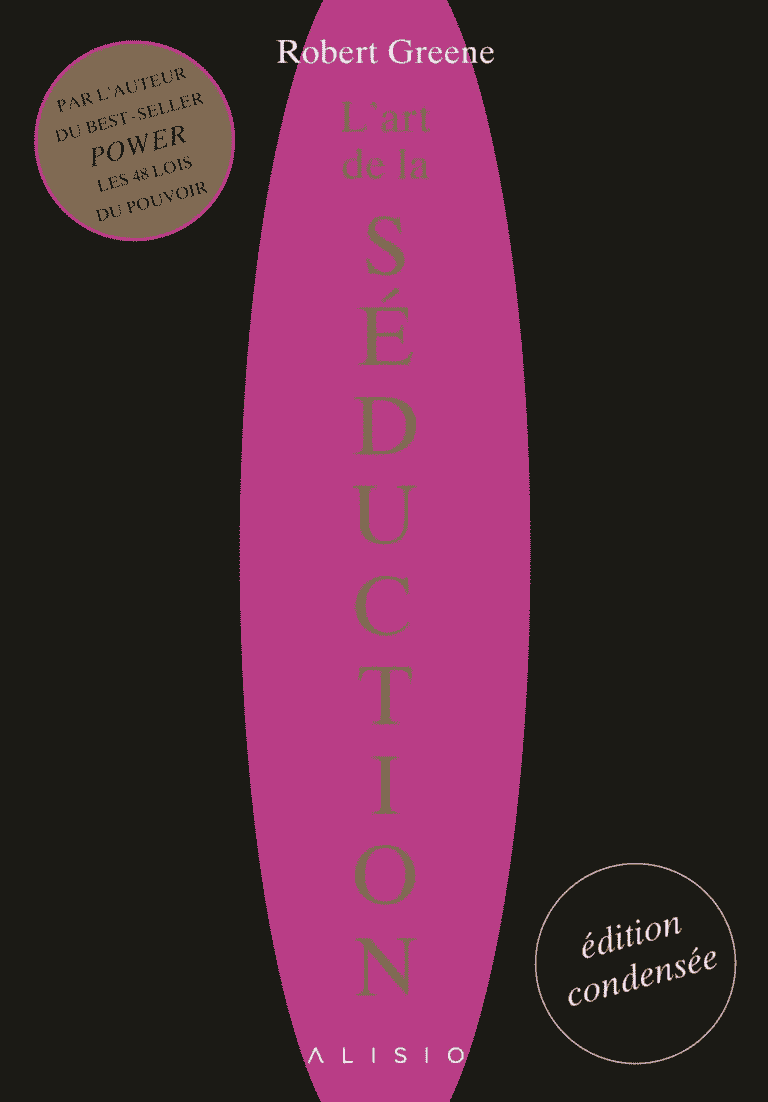 Robert Greene
PAR L'AUTEUR
DU BEST-SELLER
POWER
LES 48 LOIS
DU POUVOIR
L'art
de la
SÉDUCTION
édition
condensée
ALISIO